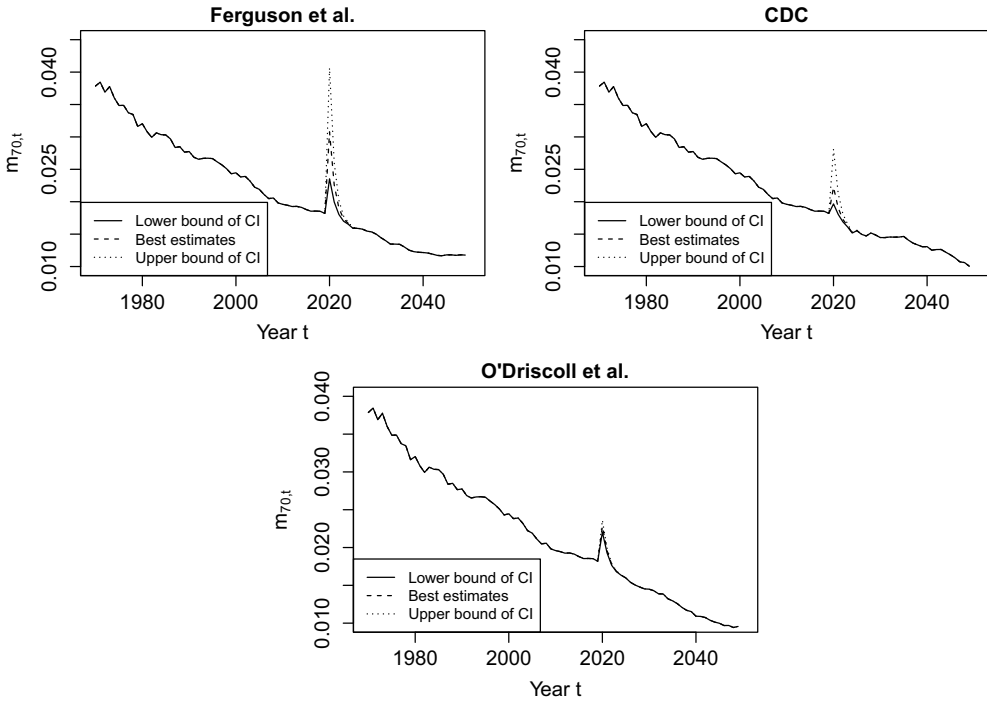 Ferguson et al.
m70,t
0.040
0.025
0.010
Lower bound of CI
Best estimates
Upper bound of CI
1980 2000 2020 2040
Year t
CDC
m70,t
0.040
0.025
0.010
Lower bound of CI
Best estimates
Upper bound of CI
1980 2000 2020 2040
Year t
O'Driscoll et al.
m70,t
0.040
0.030
0.020
0.010
Lower bound of CI
Best estimates
Upper bound of CI
1980 2000 2020 2040
Year t